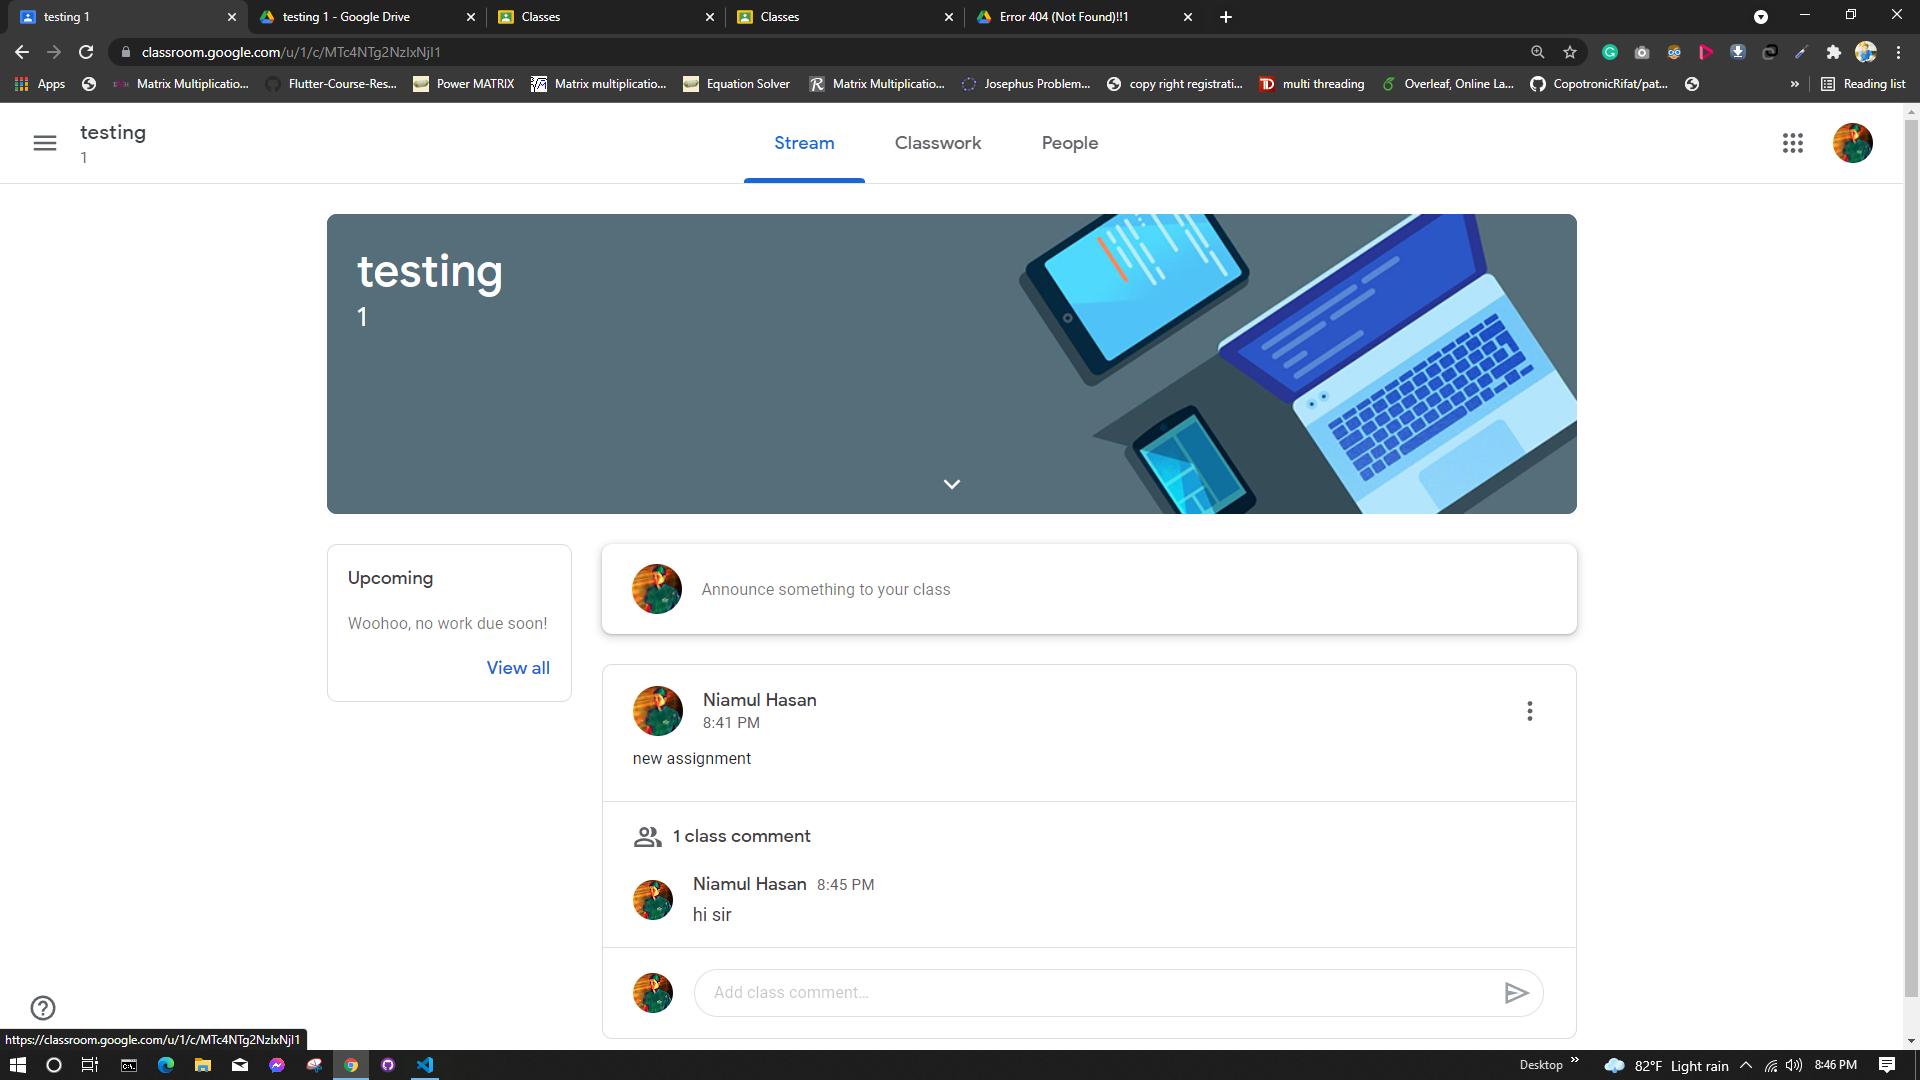 testing 1
testing 1 - Google Drive
Classes
Classes
Error 404 (Not Found)!!1
classroom.google.com/u/1/c/MTc4NTg2NzIxNjI1
Apps
Matrix Multiplicatio...
Flutter-Course-Res...
Power MATRIX
Matrix multiplicatio...
Equation Solver
Matrix Multiplicatio...
Josephus Problem...
copy right registrati...
multi threading
Overleaf, Online La...
CopotronicRifat/pat...
»
Reading list
testing
1
Stream
Classwork
People
testing
1
Upcoming
Woohoo, no work due soon!
View all
Announce something to your class
Niamul Hasan
8:41 PM
new assignment
1 class comment
Niamul Hasan 8:45 PM
hi sir
Add class comment...
https://classroom.google.com/u/1/c/MTc4NTg2NzIxNjI1
Desktop »
82°F Light rain
8:46 PM